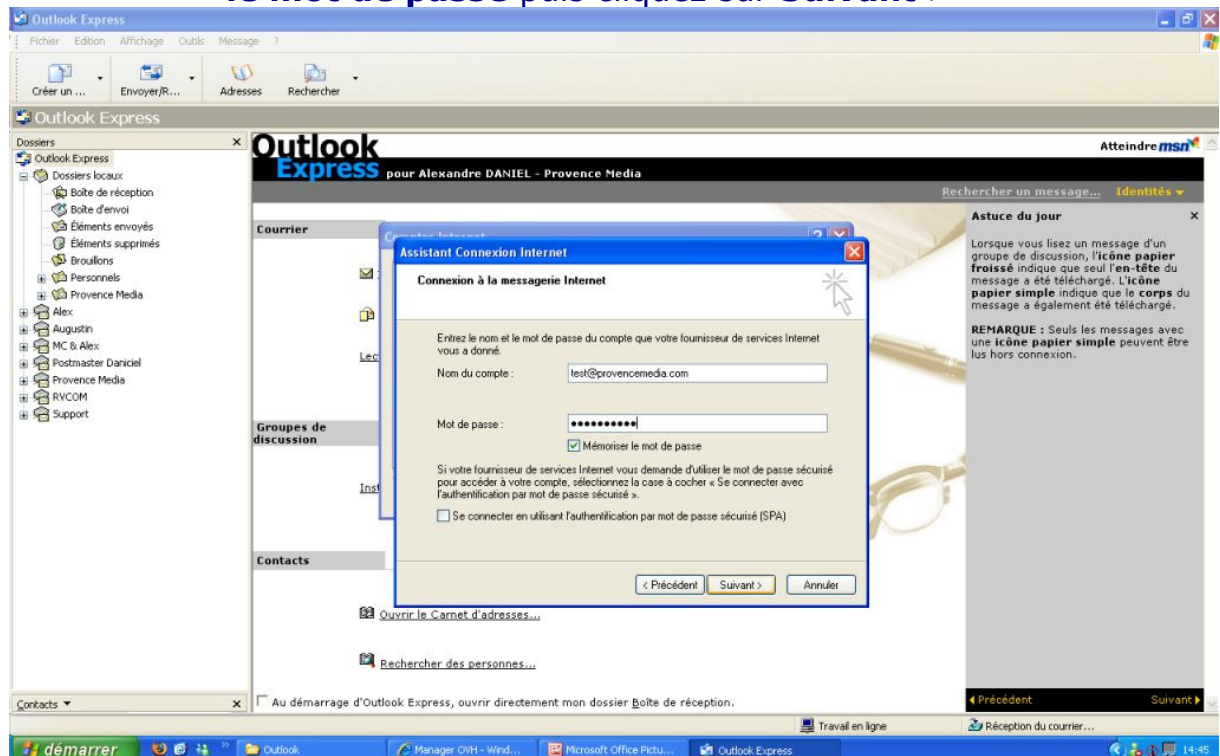 le mot de passe puis cliquez sur Suivant >
Outlook Express
Fichier Edition Affichage Outils Message ?
Créer un ... Envoyer/R... Adresses Rechercher
Outlook Express
Dossiers
Outlook Express
Dossiers locaux
Boîte de réception
Boîte d'envoi
Éléments envoyés
Éléments supprimés
Brouillons
Personnels
Provence Media
Alex
Augustin
MC & Alex
Postmaster Daniciel
Provence Media
RVCOM
Support
Contacts
Outlook
Express pour Alexandre DANIEL - Provence Media
Atteindre msn
Rechercher un message... Identités
Courrier
Groupes de
discussion
Contacts
Ouvrir le Carnet d'adresses...
Rechercher des personnes...
Au démarrage d'Outlook Express, ouvrir directement mon dossier Boîte de réception.
Comptes Internet
Assistant Connexion Internet
Connexion à la messagerie Internet
Entrez le nom et le mot de passe du compte que votre fournisseur de services Internet
vous a donné.
Nom du compte : test@provencemedia.com
Mot de passe : ••••••••••
Mémoriser le mot de passe
Si votre fournisseur de services Internet vous demande d'utiliser le mot de passe sécurisé
pour accéder à votre compte, sélectionnez la case à cocher « Se connecter avec
l'authentification par mot de passe sécurisé ».
Se connecter en utilisant l'authentification par mot de passe sécurisé (SPA)
< Précédent Suivant > Annuler
Astuce du jour
Lorsque vous lisez un message d'un
groupe de discussion, l'icône papier
froissé indique que seul l'en-tête du
message a été téléchargé. L'icône
papier simple indique que le corps du
message a également été téléchargé.
REMARQUE : Seuls les messages avec
une icône papier simple peuvent être
lus hors connexion.
Précédent Suivant
Travail en ligne Réception du courrier...
démarrer Outlook Manager OVH - Wind... Microsoft Office Pictu... Outlook Express 14:45